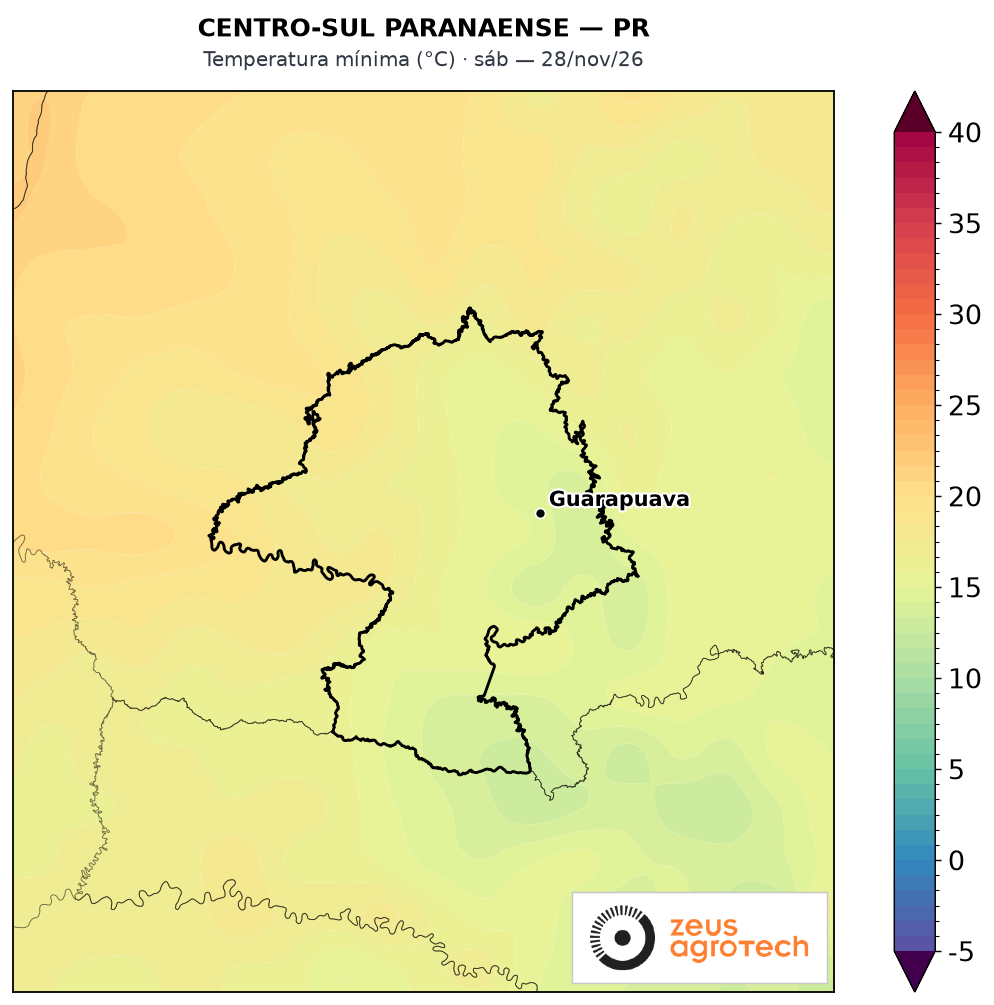 CENTRO-SUL PARANAENSE — PR
Temperatura mínima (°C) · sáb — 28/nov/26
40
35
30
25
20
15
10
5
0
-5
Guarapuava
zeus
agrotech